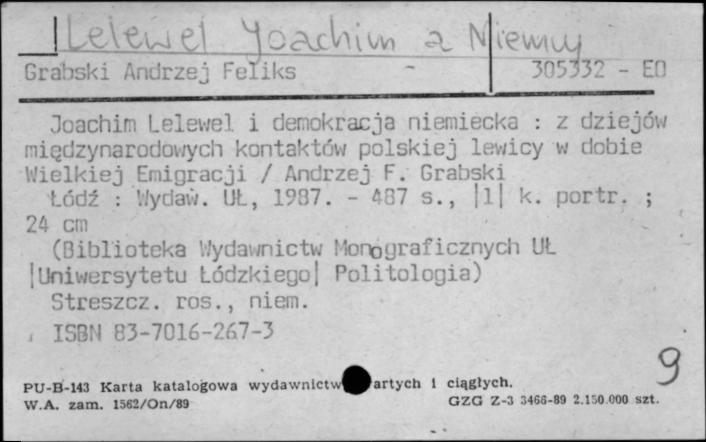 Lelewel Joachim a Niemcy
Grabski Andrzej Feliks - 305332 - EO
Joachim Lelewel i demokracja niemiecka : z dziejów
międzynarodowych kontaktów polskiej lewicy w dobie
Wielkiej Emigracji / Andrzej F. Grabski
Łódź : Wydaw. UŁ, 1987. - 487 s., |1| k. portr. ;
24 cm
(Biblioteka Wydawnictw Monograficznych UŁ
|Uniwersytetu Łódzkiego| Politologia)
Streszcz. ros., niem.
ISBN 83-7016-267-3
9
PU-B-143 Karta katalogowa wydawnictw artych i ciągłych.
W.A. zam. 1562/On/89 GZG Z-3 3466-89 2.150.000 szt.